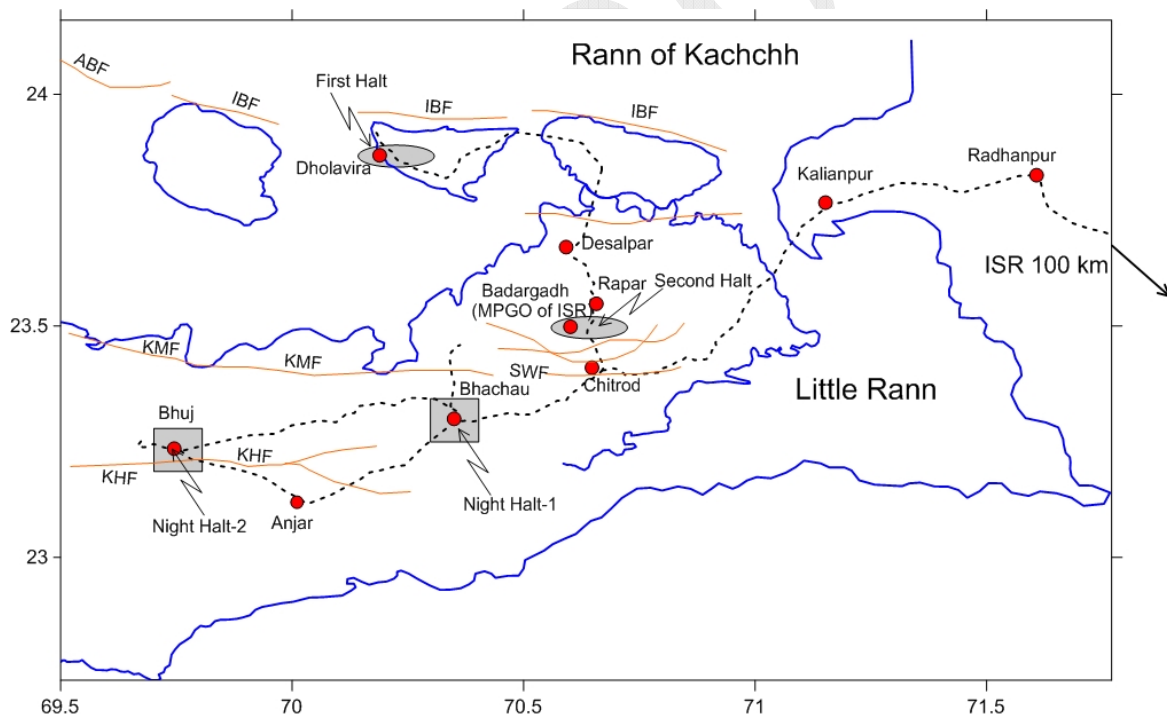 Rann of Kachchh
ABF
First Halt
24
IBF
IBF
IBF
Dholavira
Radhanpur
Kalianpur
Desalpar
ISR 100 km
Rapar
Second Halt
Badargadh
(MPGO of ISR)
23.5
KMF
KMF
SWF
Chitrod
Bhachau
Little Rann
Bhuj
KHF
KHF
Night Halt-1
Night Halt-2
Anjar
23
69.5
70
70.5
71
71.5